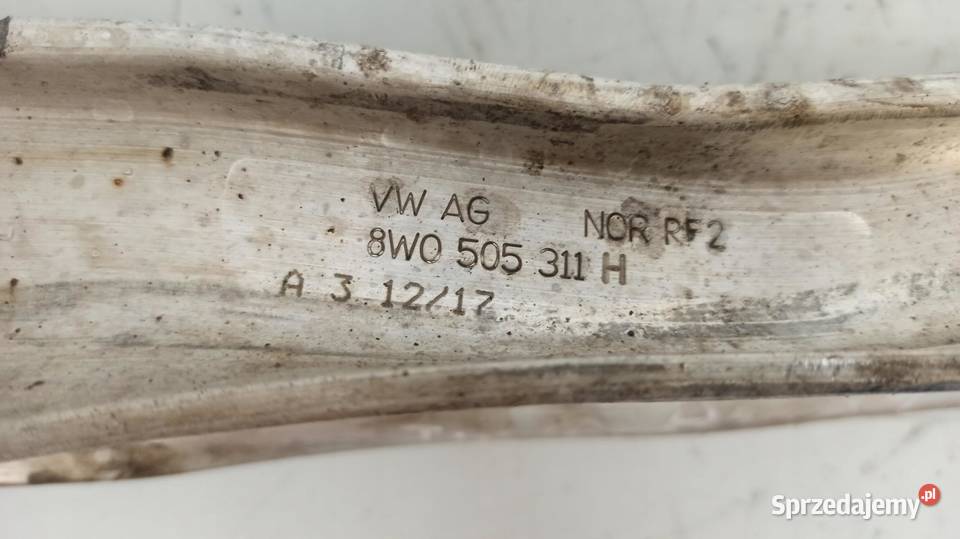 VW AG NOR RF2
8W0 505 311 H
A 3 12/17
Sprzedajemy.pl